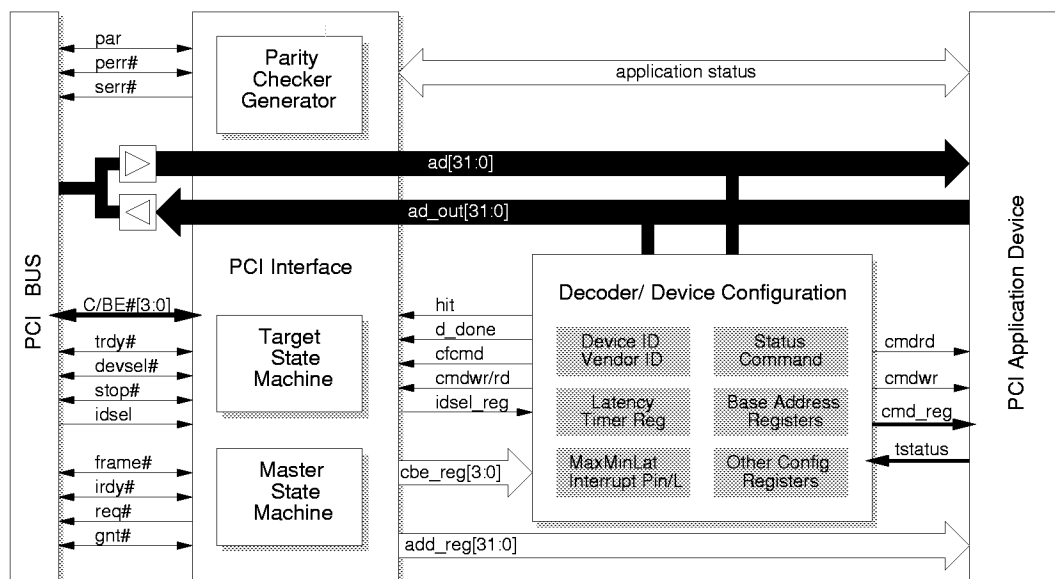 PCI BUS
par
perr#
serr#
Parity
Checker
Generator
application status
ad[31:0]
ad_out[31:0]
PCI Interface
C/BE#[3:0]
trdy#
devsel#
stop#
idsel
Target
State
Machine
frame#
irdy#
req#
gnt#
Master
State
Machine
hit
d_done
cfcmd
cmdwr/rd
idsel_reg
cbe_reg[3:0]
add_reg[31:0]
Decoder/ Device Configuration
Device ID
Vendor ID
Status
Command
Latency
Timer Reg
Base Address
Registers
MaxMinLat
Interrupt Pin/L
Other Config
Registers
cmdrd
cmdwr
cmd_reg
tstatus
PCI Application Device